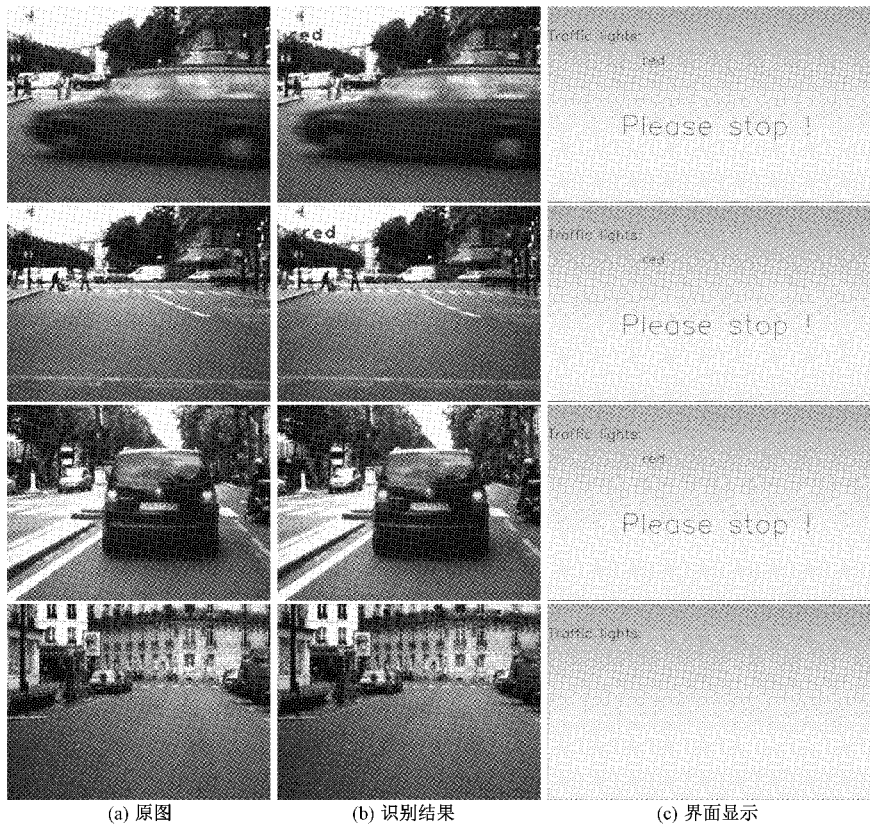 red
Traffic lights:
red
Please stop !
red
Traffic lights:
red
Please stop !
Traffic lights:
red
Please stop !
Traffic lights:
(a) 原图
(b) 识别结果
(c) 界面显示